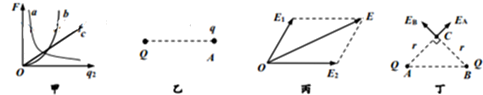 F a b c O q₂ 甲
q Q A 乙
E₁ E O E₂ 丙
E_B E_A C r r Q A B Q 丁